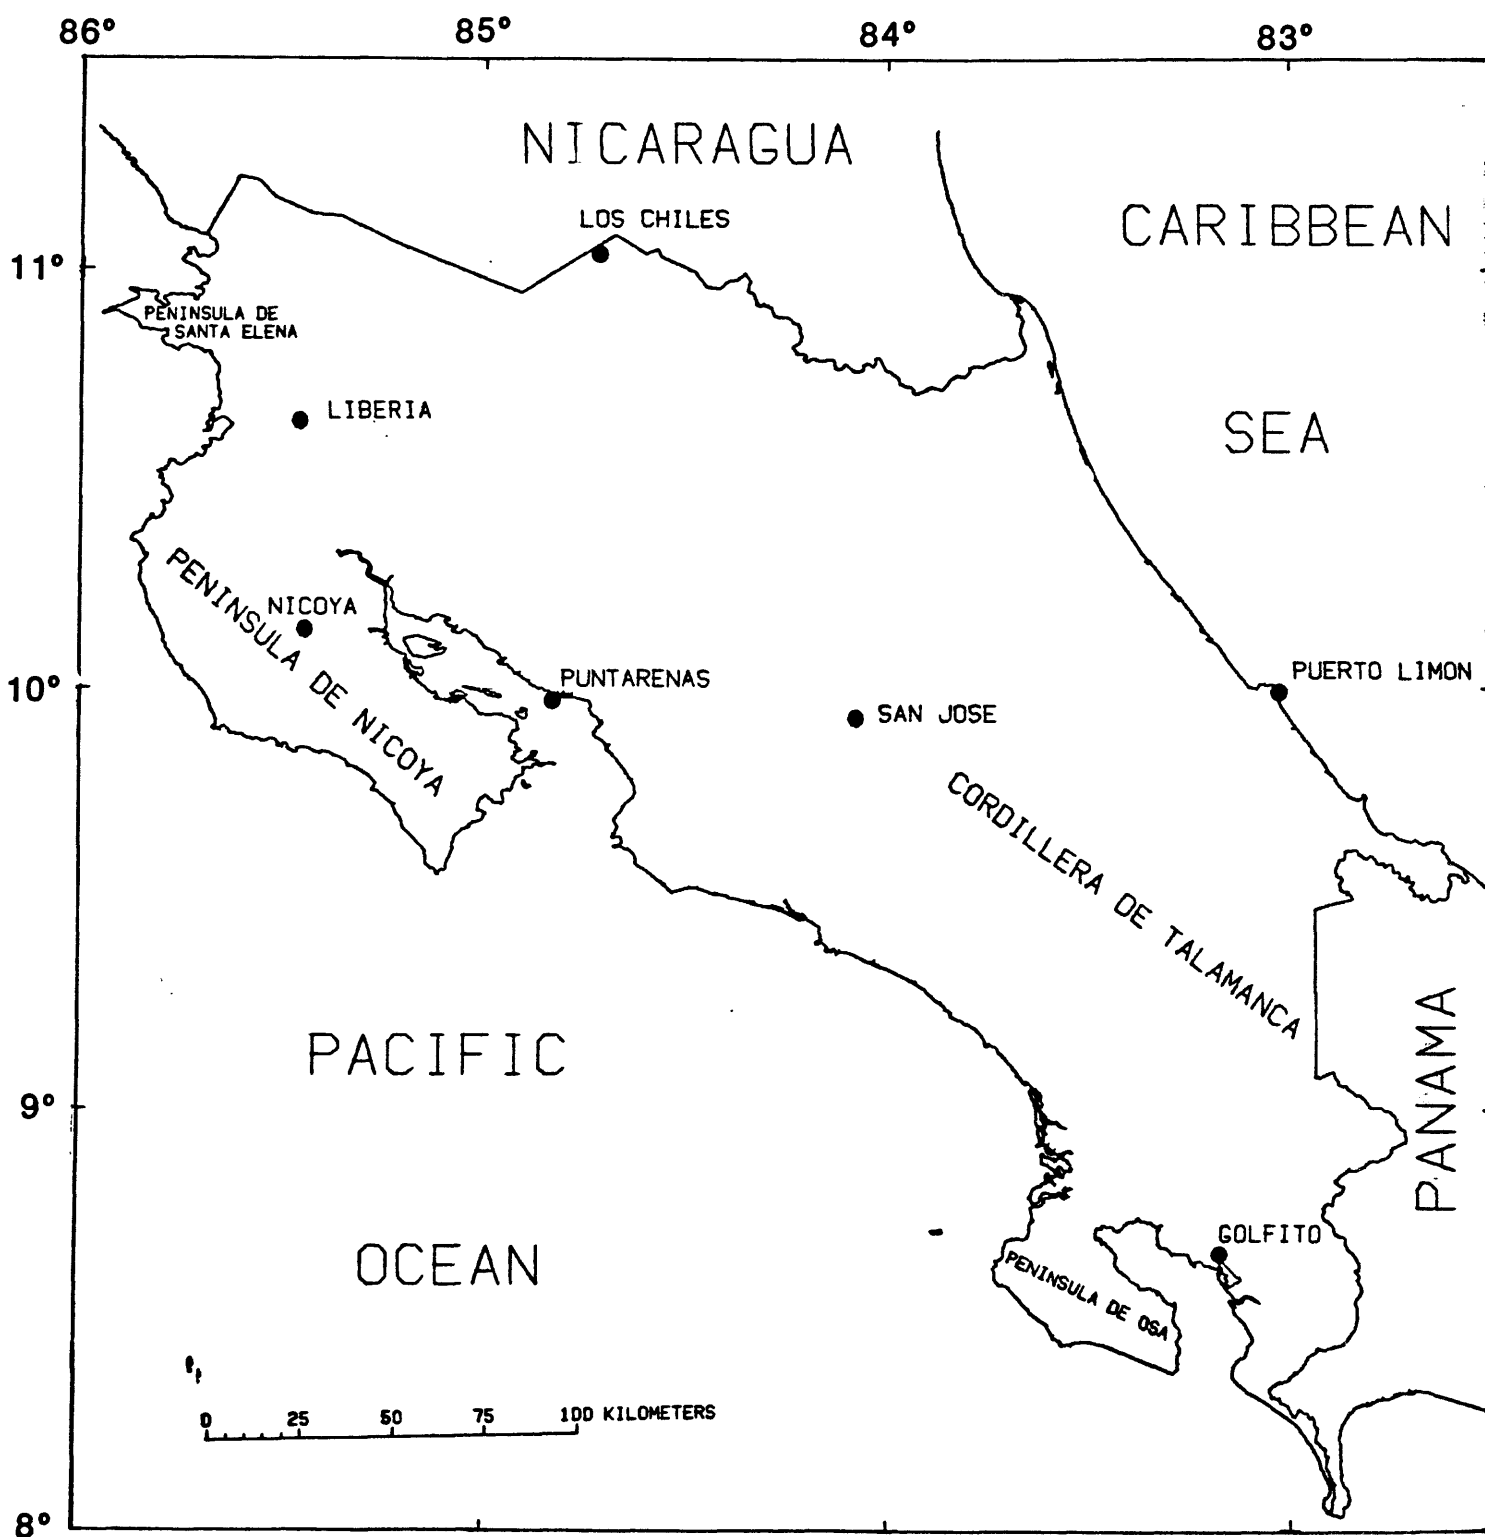 86° 85° 84° 83°
NICARAGUA
LOS CHILES
CARIBBEAN
11°
PENINSULA DE
SANTA ELENA
LIBERIA
SEA
PENINSULA DE NICOYA
NICOYA
10°
PUNTARENAS
PUERTO LIMON
SAN JOSE
CORDILLERA DE TALAMANCA
PACIFIC
PANAMA
9°
OCEAN
GOLFITO
PENINSULA DE OSA
0 25 50 75 100 KILOMETERS
8°